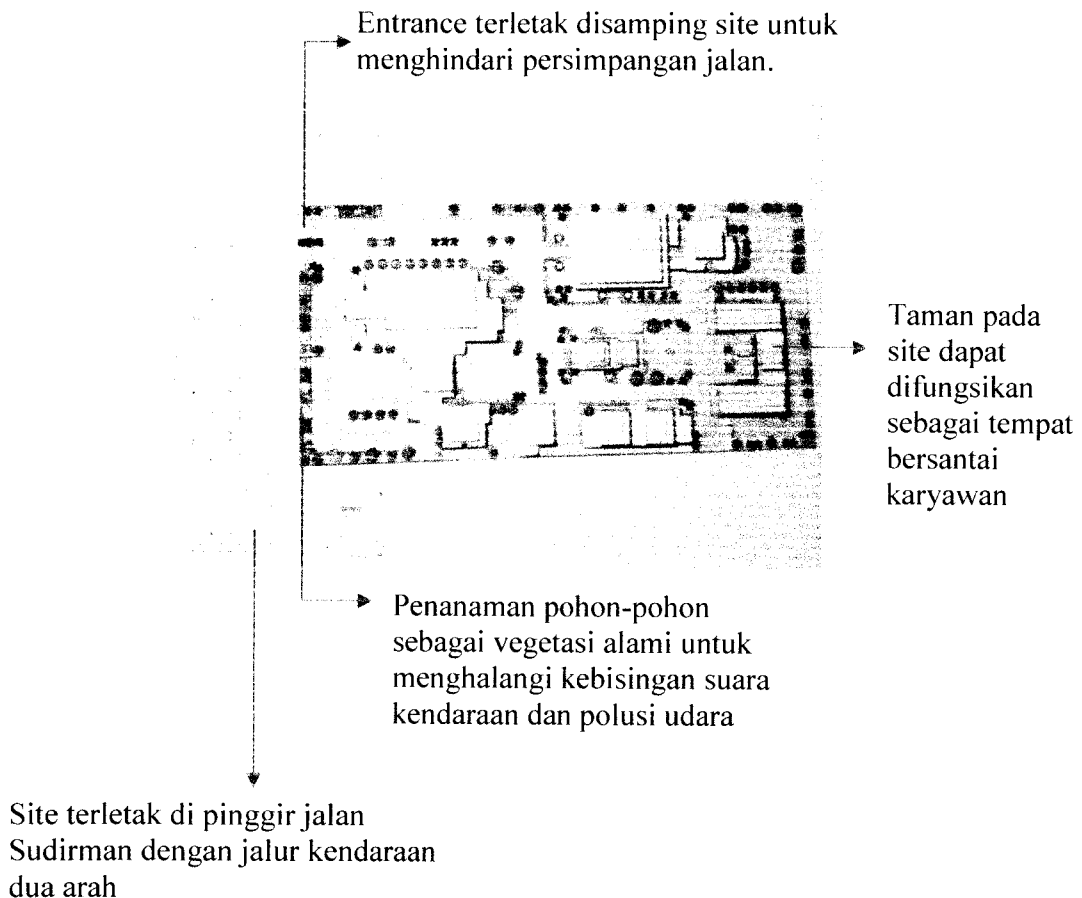 Entrance terletak disamping site untuk
menghindari persimpangan jalan.
Taman pada
site dapat
difungsikan
sebagai tempat
bersantai
karyawan
Penanaman pohon-pohon
sebagai vegetasi alami untuk
menghalangi kebisingan suara
kendaraan dan polusi udara
Site terletak di pinggir jalan
Sudirman dengan jalur kendaraan
dua arah